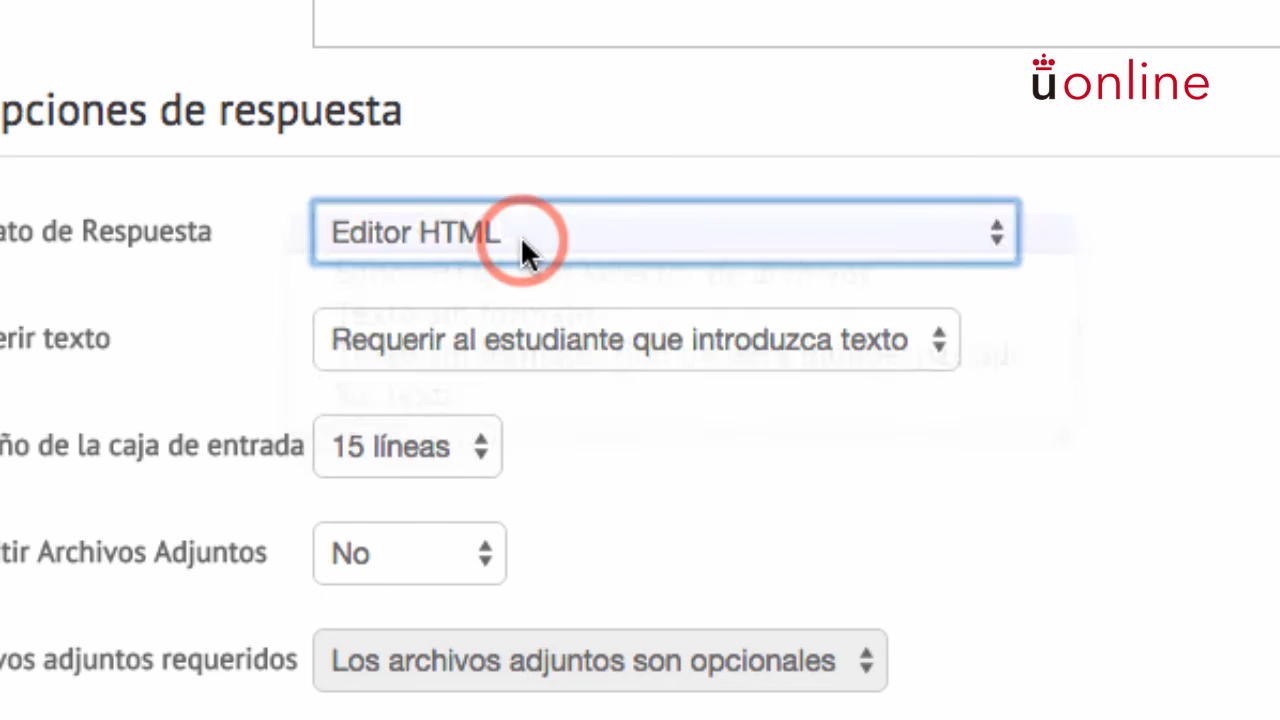 üonline
pciones de respuesta
ato de Respuesta
Editor HTML
erir texto
Requerir al estudiante que introduzca texto
ño de la caja de entrada
15 líneas
tir Archivos Adjuntos
No
vos adjuntos requeridos
Los archivos adjuntos son opcionales